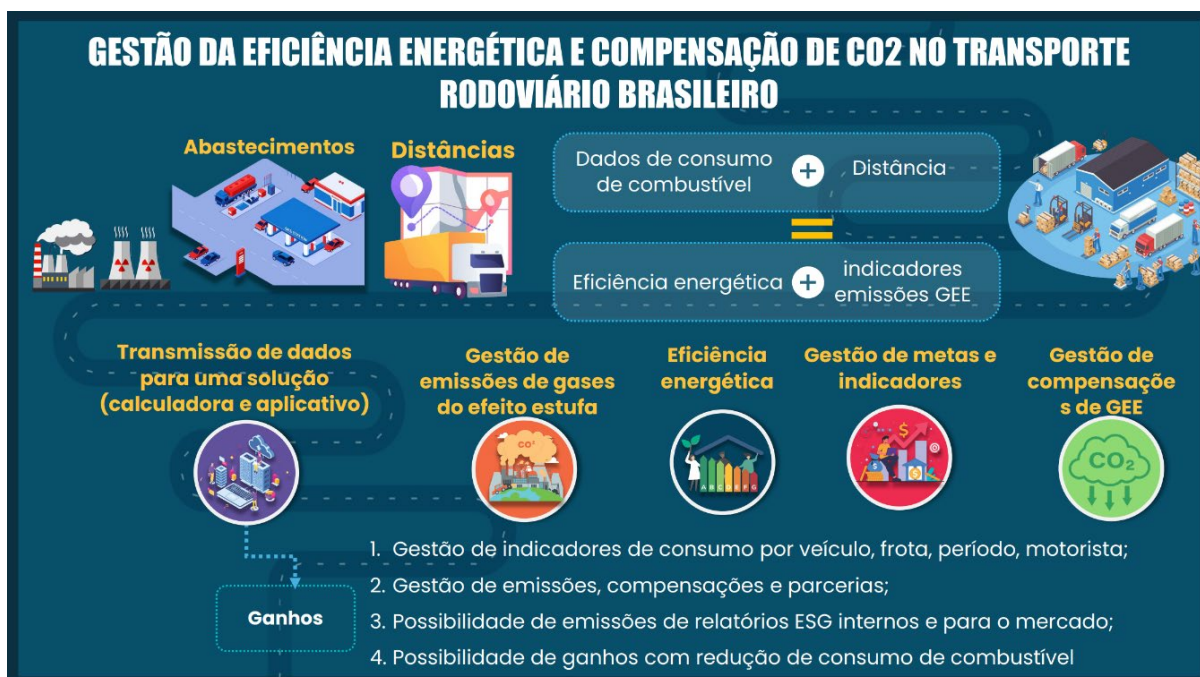 GESTÃO DA EFICIÊNCIA ENERGÉTICA E COMPENSAÇÃO DE CO2 NO TRANSPORTE
RODOVIÁRIO BRASILEIRO
Abastecimentos
Distâncias
Dados de consumo
de combustível
+
Distância
=
Eficiência energética
+
indicadores
emissões GEE
Transmissão de dados
para uma solução
(calculadora e aplicativo)
Gestão de
emissões de gases
do efeito estufa
Eficiência
energética
Gestão de metas e
indicadores
Gestão de
compensaçõe
s de GEE
CO²
A B C D E F G
$
CO₂
1. Gestão de indicadores de consumo por veículo, frota, período, motorista;
2. Gestão de emissões, compensações e parcerias;
Ganhos
3. Possibilidade de emissões de relatórios ESG internos e para o mercado;
4. Possibilidade de ganhos com redução de consumo de combustível